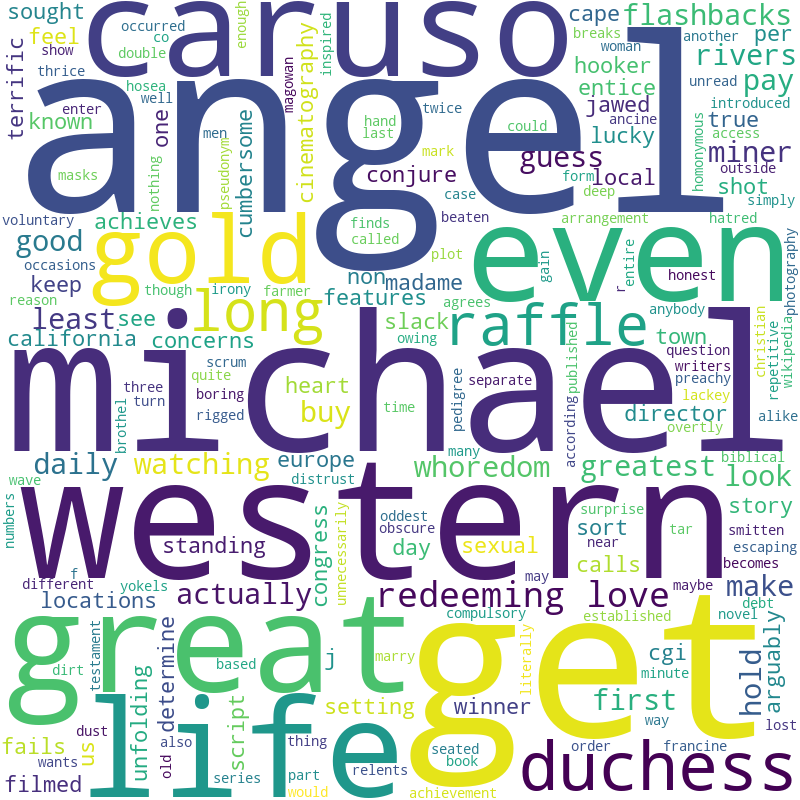 sought
occurred
co
caruso
enough
cape
flashbacks
feel
show
double
terrific
thrice
hosea
well
inspired
magowan
breaks
woman
another
per
hooker
rivers
angel
entice
unread
pay
known
enter
men
one
cumbersome
pseudonym
cinematography
twice
hand
last
could
jawed
introduced
ancine
true
access
lucky
masks
nothing
conjure
mark
guess
miner
homonymous
case
form
deep
local
outside
shot
simply
voluntary
achieves
finds
called
beaten
arrangement
hatred
good
gold
even
plot
occasions
non
madame
gain
r
entire
honest
photography
keep
though
irony
farmer
features
agrees
anybody
reason
least
see
long
slack
raffle
published
town
california
concerns
owing
question
christian
repetitive
wikipedia
michael
writers
scrum
three
turn
quite
boring
rigged
heart
buy
time
separate
pedigree
preachy
lackey
director
alike
according
overtly
brothel
many
biblical
daily
watching
europe
distrust
whoredom
greatest
look
wave
numbers
western
surprise
story
oddest
obscure
sort
tar
smitten
standing
day
sexual
near
escaping
congress
unnecessarily
calls
becomes
f
different
may
maybe
make
locations
yokels
actually
redeeming love
debt
great
get
compulsory
established
novel
testament
dirt
determine
based
j
marry
literally
cgi
minute
arguably
hold
life
unfolding
script
setting
winner
first
way
lost
fails
us
dust
also
thing
seated
order
francine
wants
old
series
part
relents
book
duchess
filmed
would
achievement